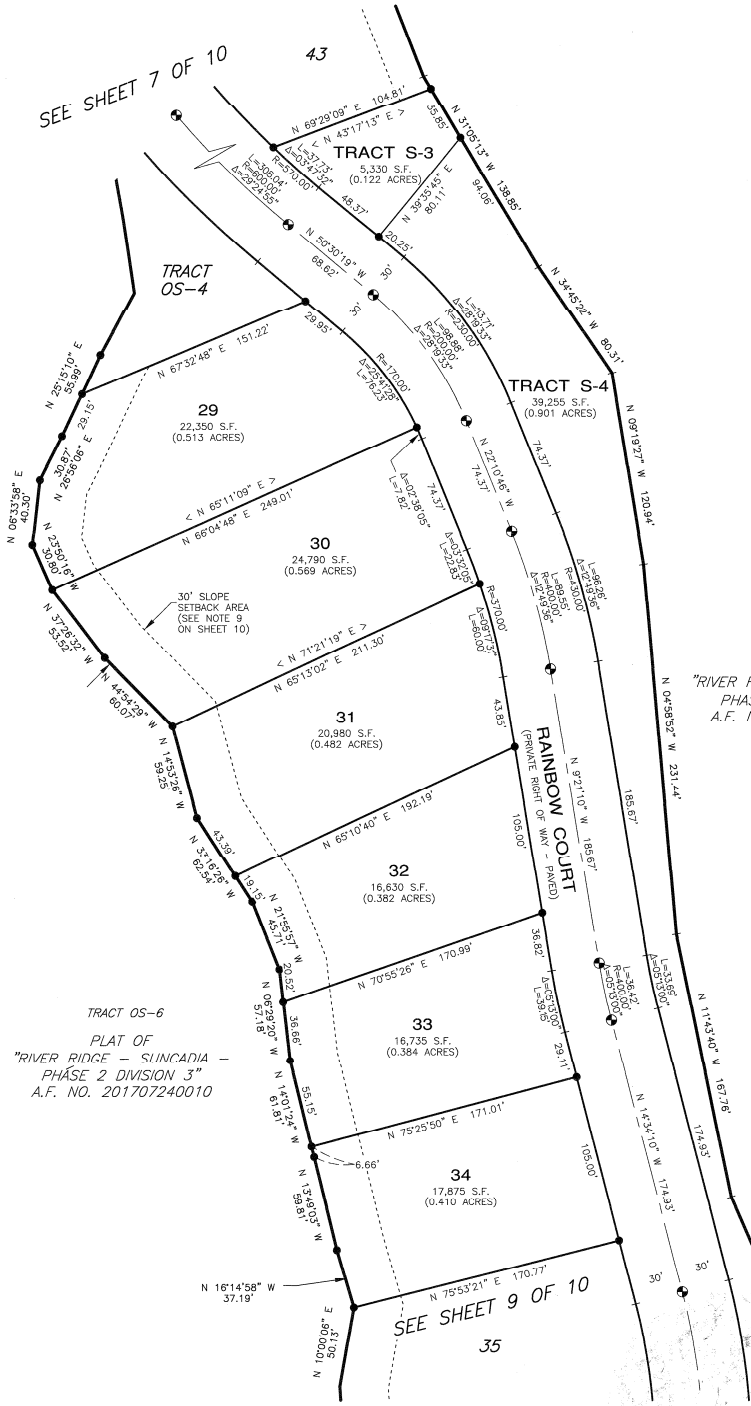 43
SEE SHEET 7 OF 10
N 69°29'09" E 104.81'
< N 43°17'13" E >
TRACT S-3
5,330 S.F.
(0.122 ACRES)
35.85'
N 31°05'13" W 138.85'
94.06'
L=37.73'
Δ=03°47'32"
R=570.00'
48.37'
N 39°35'45" E
80.11'
20.25'
L=308.04'
R=600.00'
Δ=29°24'55"
N 50°30'19" W
68.62'
30'
30'
TRACT
OS-4
N 34°45'22" W 80.31'
29.95'
N 67°32'48" E 151.22'
N 25°15'10" E
55.99'
29.15'
R=170.00'
Δ=25°41'28"
L=76.23'
Δ=28°19'33"
R=230.00'
L=98.88'
R=200.00'
Δ=28°19'33"
TRACT S-4
39,255 S.F.
(0.901 ACRES)
29
22,350 S.F.
(0.513 ACRES)
30.87'
N 26°56'06" E
N 09°19'27" W 120.94'
N 22°10'46" W
74.37'
74.37'
74.37'
N 06°33'58" E
40.30'
< N 65°11'09" E >
N 66°04'48" E 249.01'
Δ=02°38'05"
L=7.82'
30
24,790 S.F.
(0.569 ACRES)
N 23°50'16" W
30.80'
Δ=03°32'05"
L=22.83'
L=89.55'
R=400.00'
Δ=12°49'36"
L=96.26'
R=430.00'
30' SLOPE
SETBACK AREA
(SEE NOTE 9
ON SHEET 10)
N 37°26'32" W
53.52'
< N 71°21'19" E >
N 65°13'02" E 211.30'
R=370.00'
L=60.00'
N 44°54'29" W
60.07'
N 04°58'52" W 231.44'
"RIVER
PHAS
A.F.
31
20,980 S.F.
(0.482 ACRES)
43.85'
RAINBOW COURT
(PRIVATE RIGHT OF WAY - PAVED)
N 9°21'10" W 185.67'
185.67'
N 14°53'26" W
59.25
N 65°10'40" E 192.19'
105.00'
43.39'
N 37°16'26" W
62.54'
19.15'
32
16,630 S.F.
(0.382 ACRES)
N 21°55'57" W
45.71'
N 70°55'26" E 170.99'
36.82'
20.52'
L=36.42'
R=400.00'
Δ=05°13'00"
L=33.69'
Δ=05°13'00"
N 06°29'20" W
57.18'
36.66'
Δ=05°13'00"
L=39.15'
N 11°43'40" W 167.76'
TRACT OS-6
PLAT OF
"RIVER RIDGE – SUNCADIA –
PHASE 2 DIVISION 3"
A.F. NO. 201707240010
33
16,735 S.F.
(0.384 ACRES)
29.11'
N 14°01'24" W
61.81'
55.15'
N 75°25'50" E 171.01'
N 14°34'10" W 174.93'
174.93'
6.66'
105.00'
34
17,875 S.F.
(0.410 ACRES)
N 13°49'03" W
59.81'
N 16°14'58" W
37.19'
N 75°53'21" E 170.77'
30'
30'
SEE SHEET 9 OF 10
N 10°00'06" E
50.13'
35